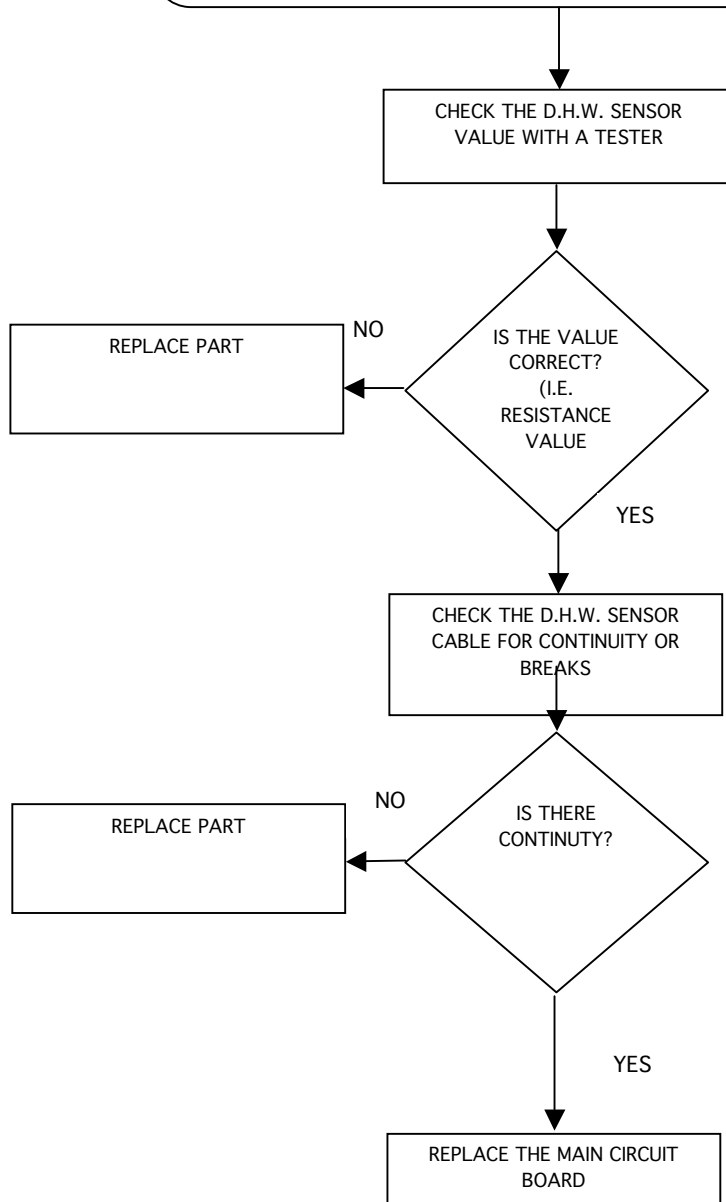 CHECK THE D.H.W. SENSOR
VALUE WITH A TESTER
IS THE VALUE
CORRECT?
(I.E.
RESISTANCE
VALUE
NO
REPLACE PART
YES
CHECK THE D.H.W. SENSOR
CABLE FOR CONTINUITY OR
BREAKS
IS THERE
CONTINUTY?
NO
REPLACE PART
YES
REPLACE THE MAIN CIRCUIT
BOARD